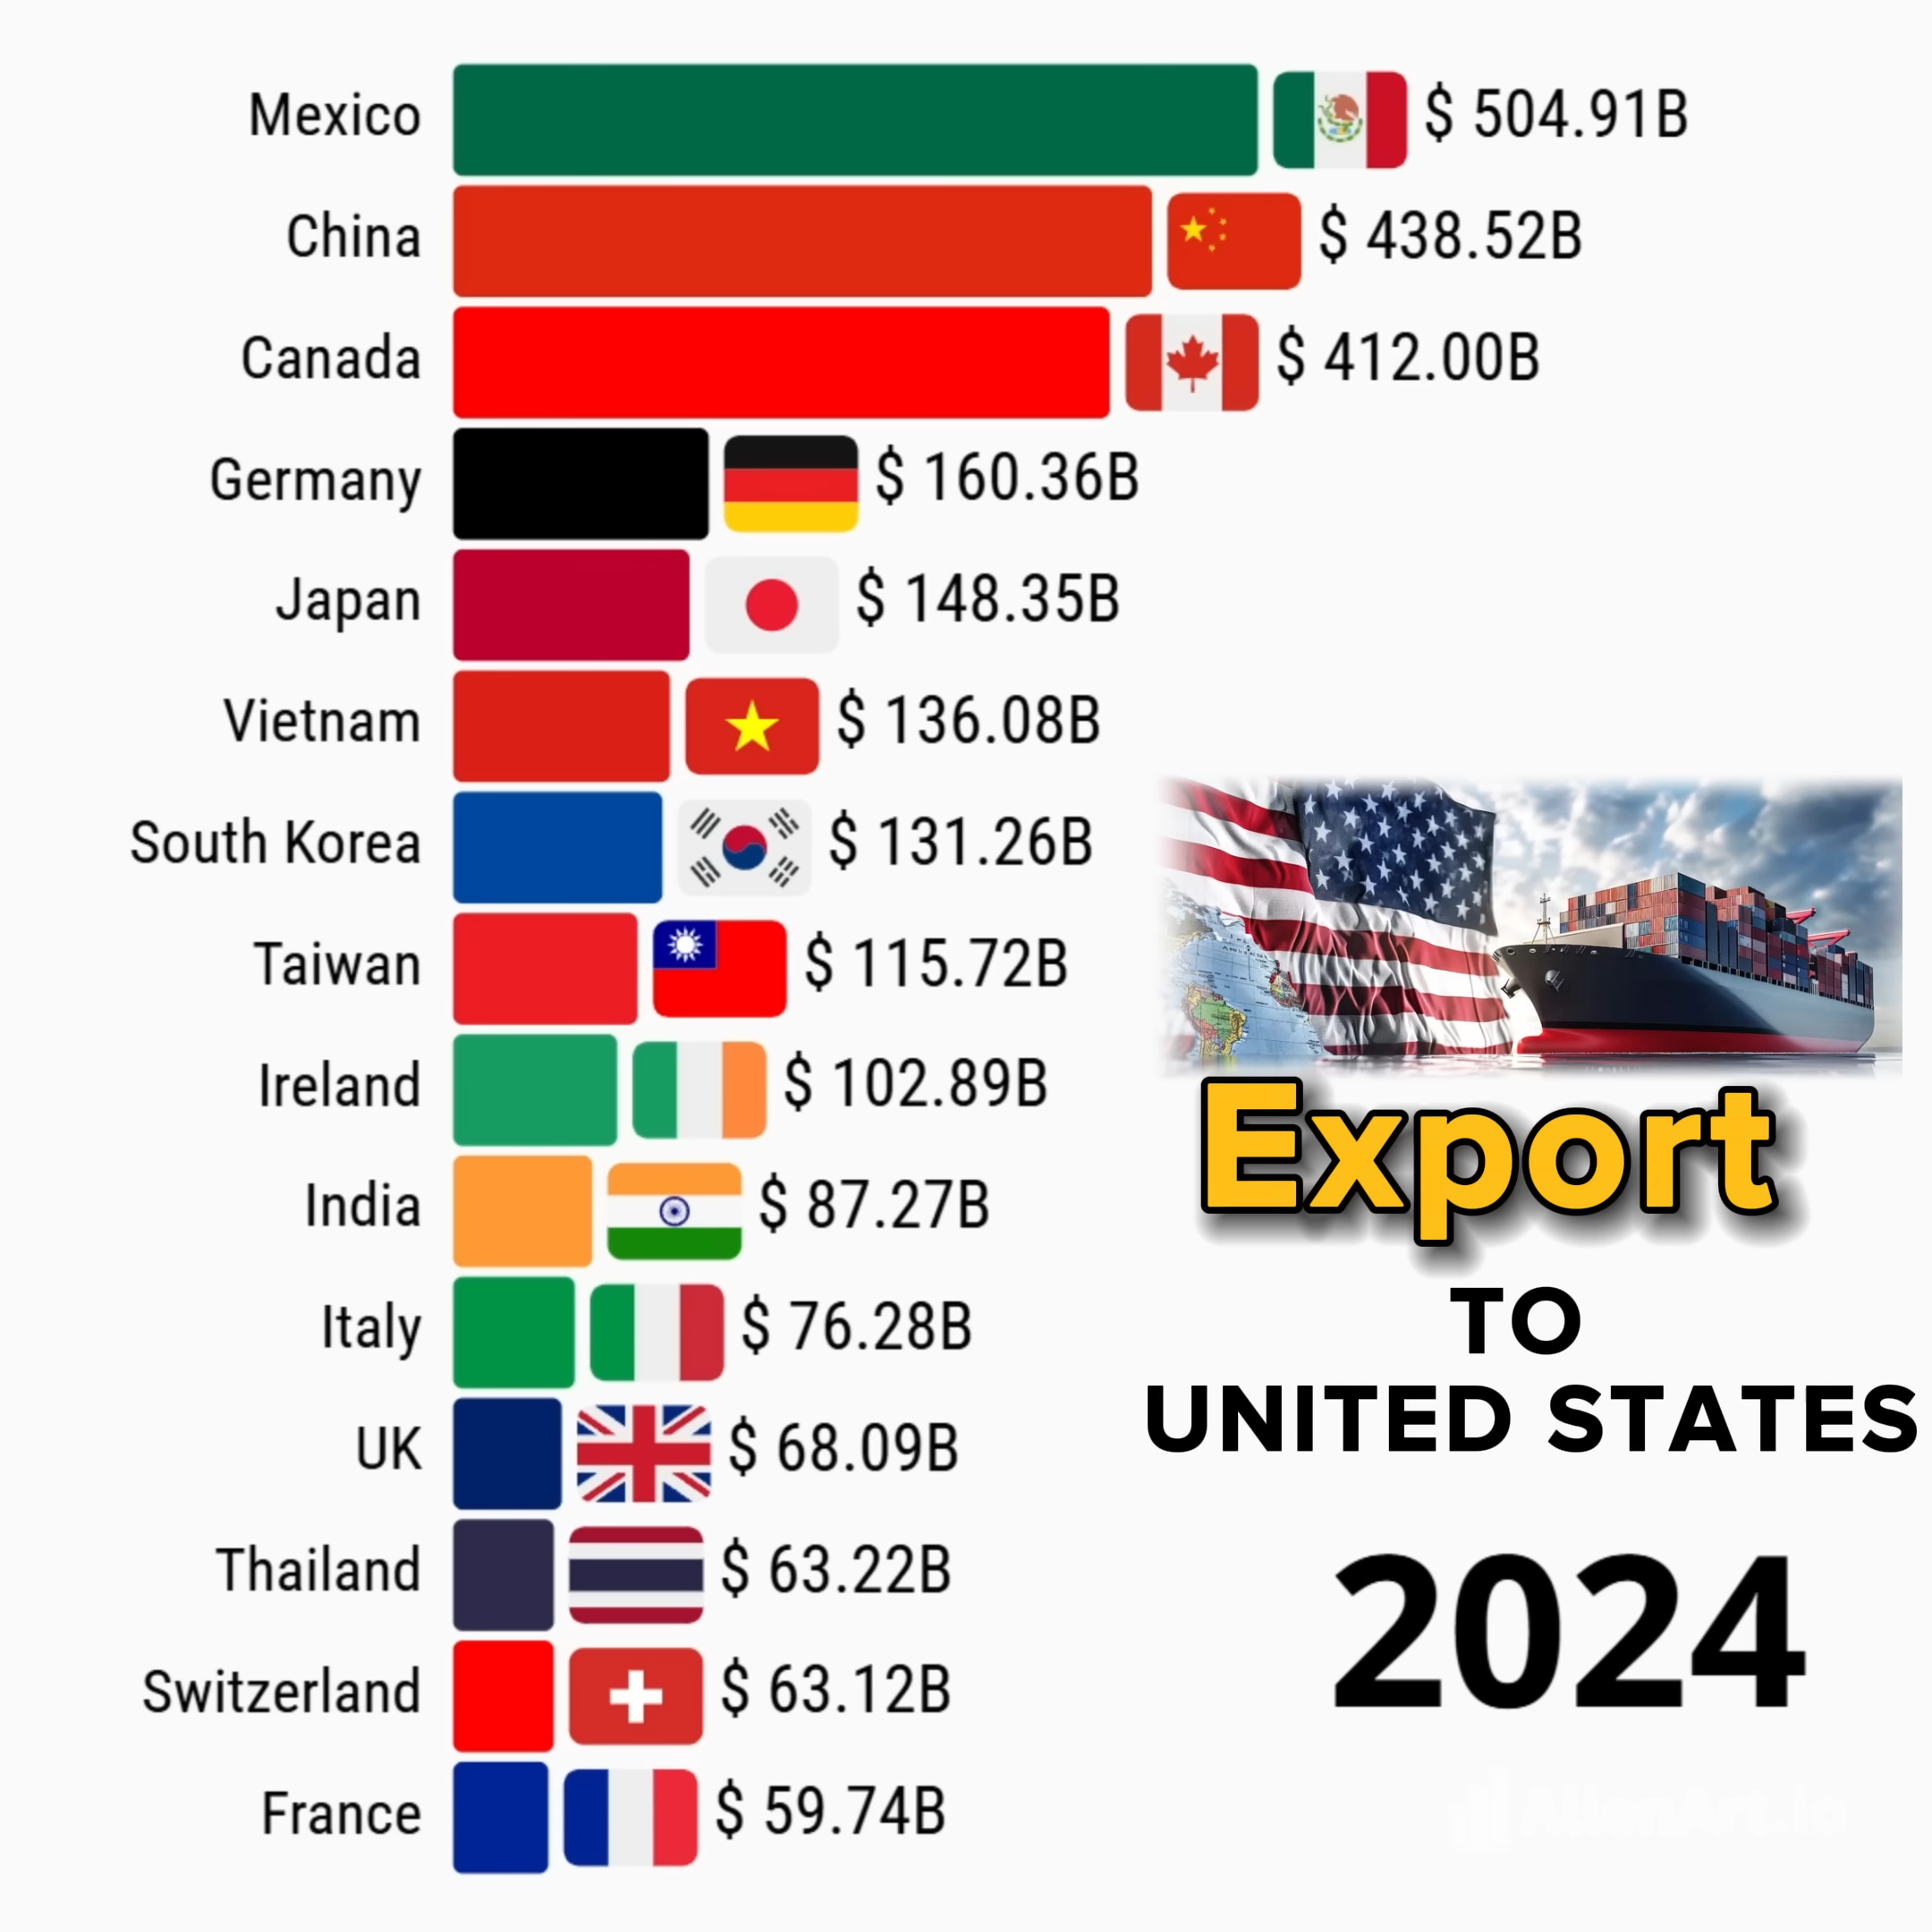 Mexico $ 504.91B
China $ 438.52B
Canada $ 412.00B
Germany $ 160.36B
Japan $ 148.35B
Vietnam $ 136.08B
South Korea $ 131.26B
Taiwan $ 115.72B
Ireland $ 102.89B
India $ 87.27B
Italy $ 76.28B
UK $ 68.09B
Thailand $ 63.22B
Switzerland $ 63.12B
France $ 59.74B
Export
TO
UNITED STATES
2024